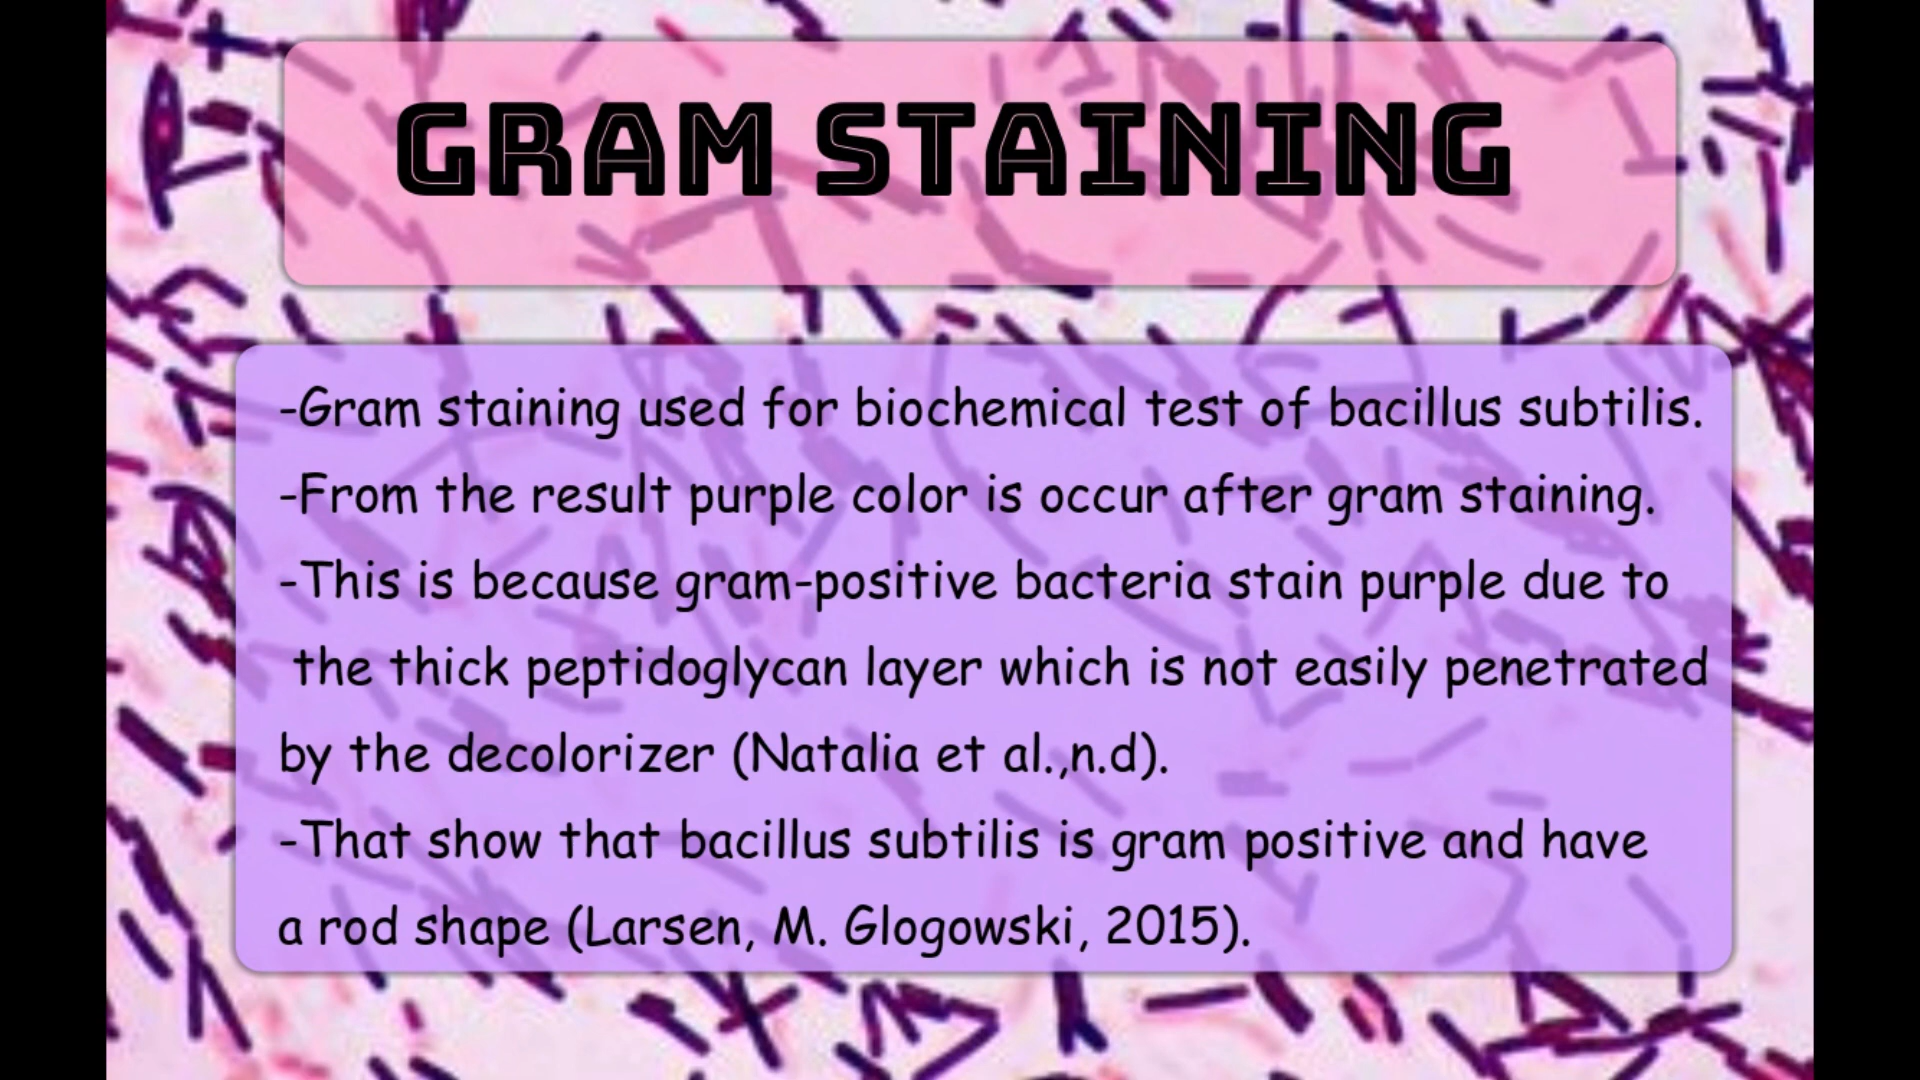 GRAM STAINING
-Gram staining used for biochemical test of bacillus subtilis.
-From the result purple color is occur after gram staining.
-This is because gram-positive bacteria stain purple due to
the thick peptidoglycan layer which is not easily penetrated
by the decolorizer (Natalia et al.,n.d).
-That show that bacillus subtilis is gram positive and have
a rod shape (Larsen, M. Glogowski, 2015).